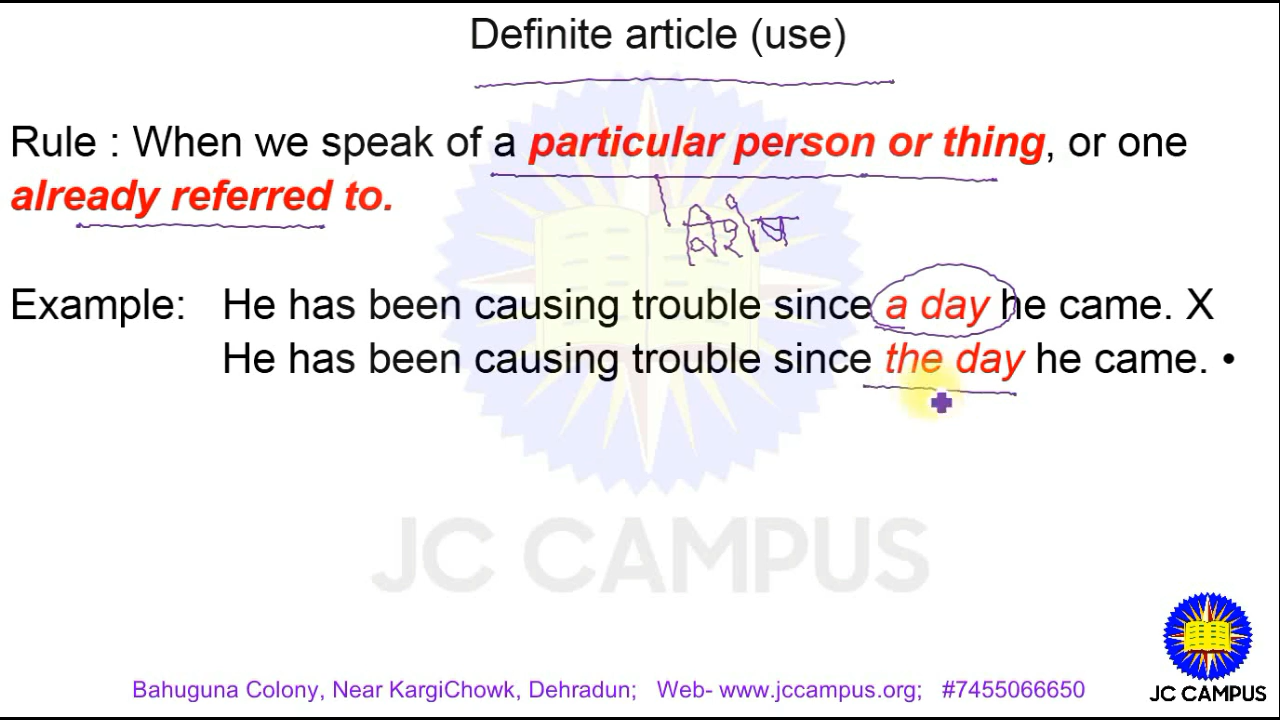 Definite article (use)
Rule : When we speak of a particular person or thing, or one
already referred to.
विशेष
Example: He has been causing trouble since a day he came. X
He has been causing trouble since the day he came. •
JC CAMPUS
Bahuguna Colony, Near KargiChowk, Dehradun; Web- www.jccampus.org; #7455066650
JC CAMPUS